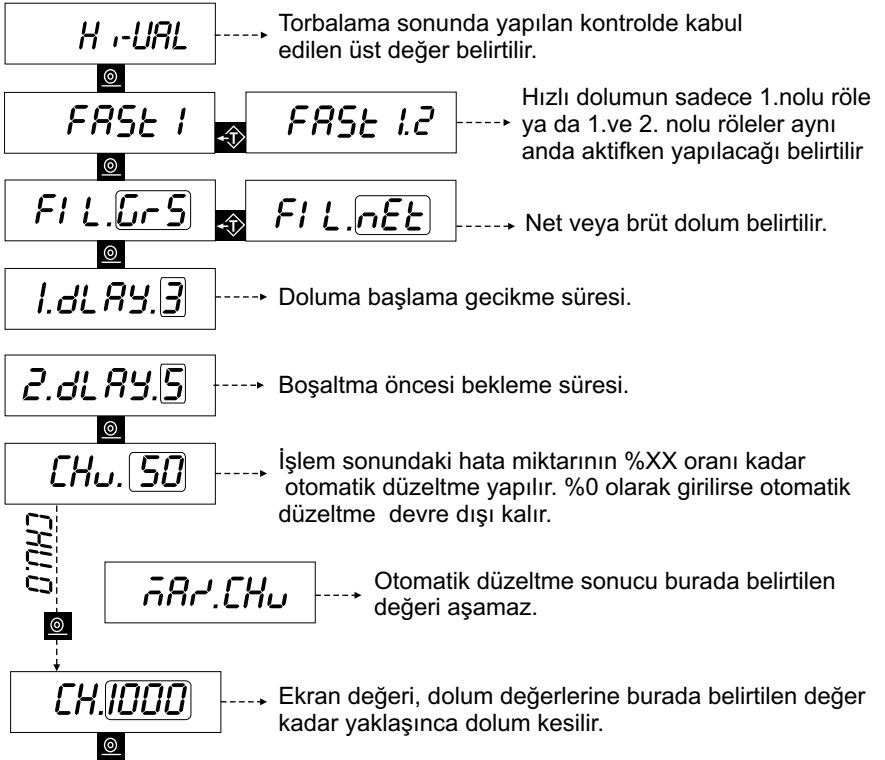 Hi-VAL
Torbalama sonunda yapılan kontrolde kabul
edilen üst değer belirtilir.
FASt 1
FASt 1.2
Hızlı dolumun sadece 1.nolu röle
ya da 1.ve 2. nolu röleler aynı
anda aktifken yapılacağı belirtilir
FIL.GrS
FIL.nEt
Net veya brüt dolum belirtilir.
1.dLAY.3
Doluma başlama gecikme süresi.
2.dLAY.5
Boşaltma öncesi bekleme süresi.
CHv. 50
İşlem sonundaki hata miktarının %XX oranı kadar
otomatik düzeltme yapılır. %0 olarak girilirse otomatik
düzeltme devre dışı kalır.
CHU.0
Otomatik düzeltme sonucu burada belirtilen
değeri aşamaz.
CH.1000
Ekran değeri, dolum değerlerine burada belirtilen değer
kadar yaklaşınca dolum kesilir.